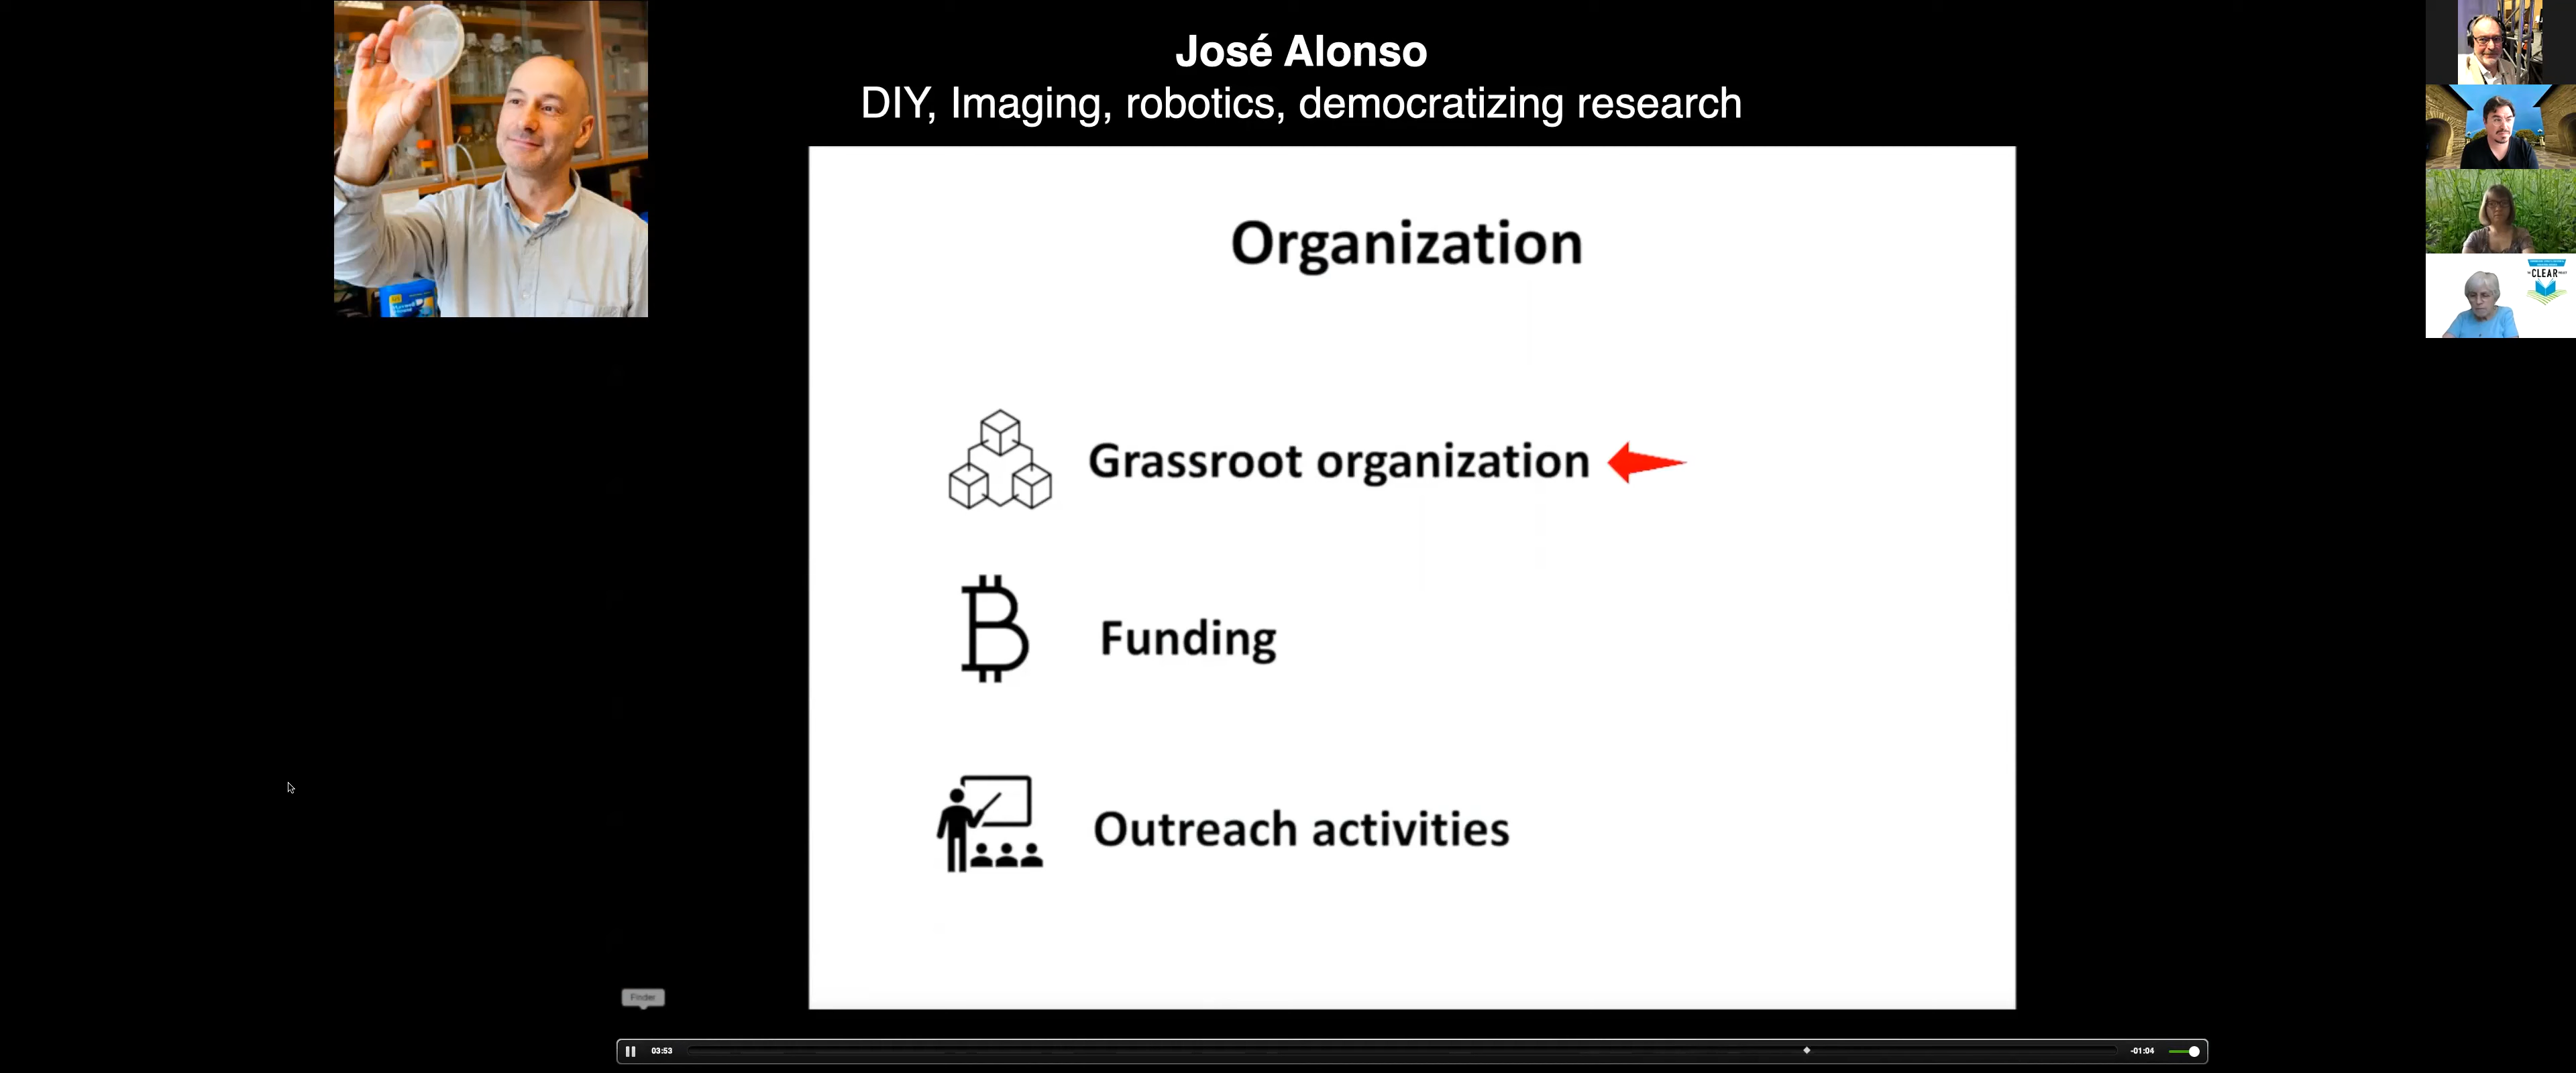 José Alonso
DIY, Imaging, robotics, democratizing research
CLEAR
Organization
Grassroot organization
Funding
Outreach activities
Finder
03:53
-01:04